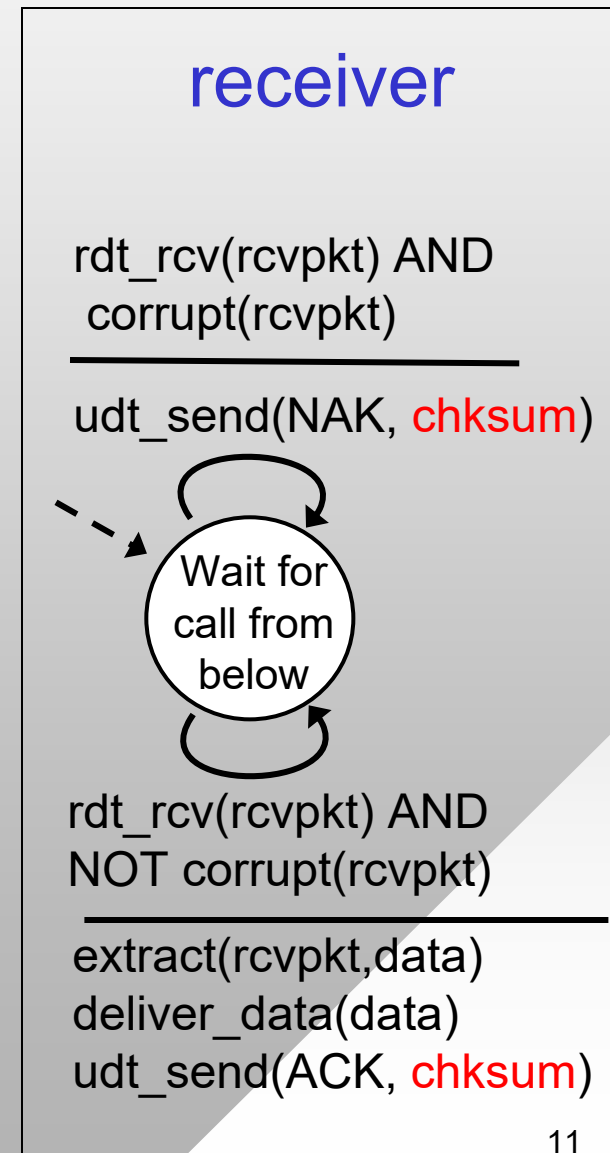 receiver
rdt_rcv(rcvpkt) AND
corrupt(rcvpkt)
udt_send(NAK, chksum)
Wait for
call from
below
rdt_rcv(rcvpkt) AND
NOT corrupt(rcvpkt)
extract(rcvpkt,data)
deliver_data(data)
udt_send(ACK, chksum)
11